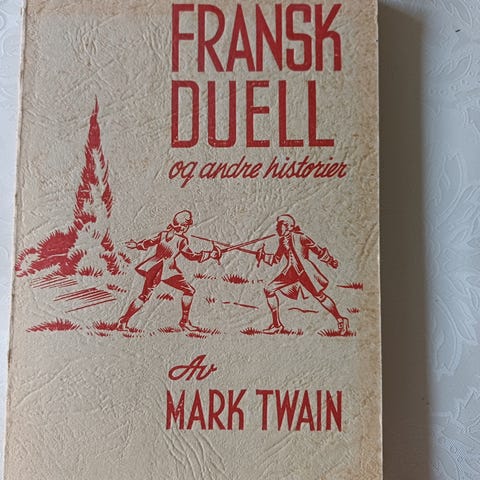 FRANSK
DUELL
og andre historier
Av
MARK TWAIN